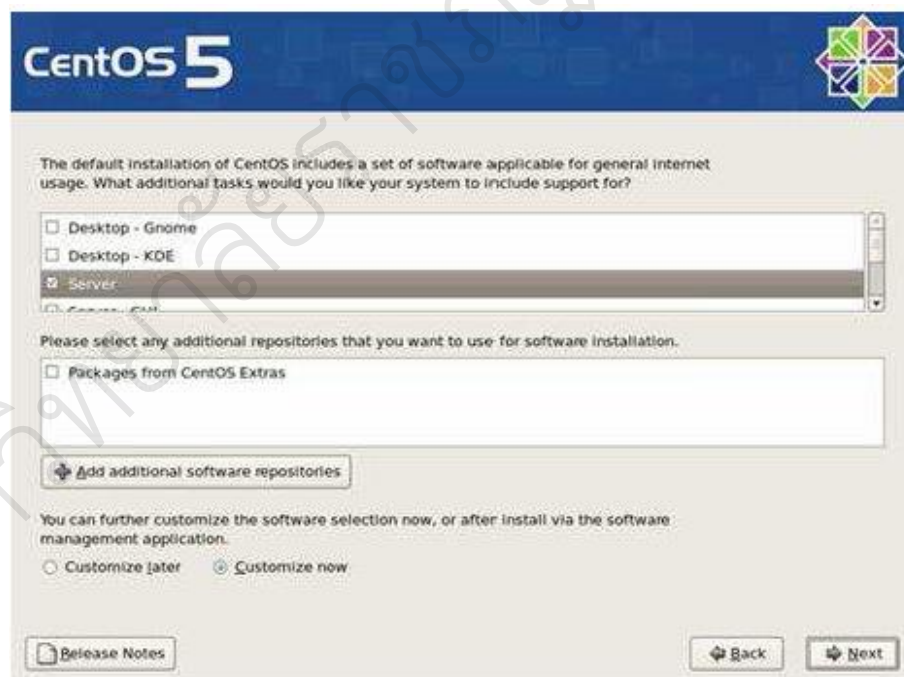 CentOS 5
The default installation of CentOS includes a set of software applicable for general internet
usage. What additional tasks would you like your system to include support for?
Desktop - Gnome
Desktop - KDE
Server
Please select any additional repositories that you want to use for software installation.
Packages from CentOS Extras
Add additional software repositories
You can further customize the software selection now, or after install via the software
management application.
Customize later
Customize now
Release Notes
Back
Next